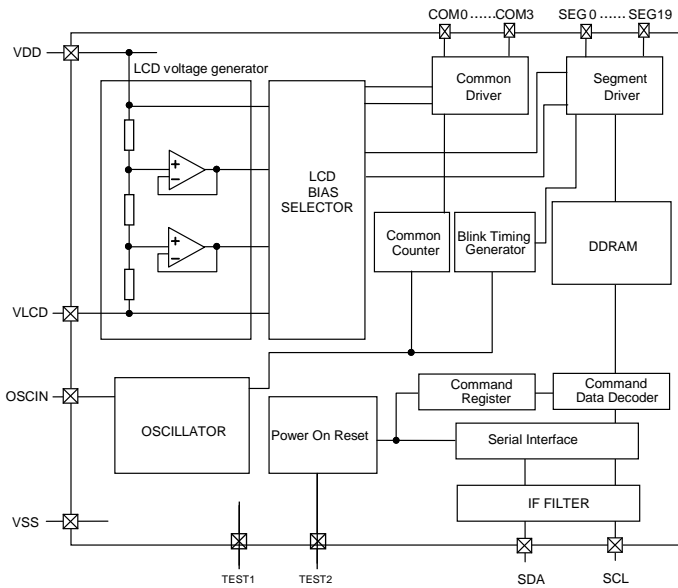 COM0 ...... COM3
SEG0 ...... SEG19
VDD
LCD voltage generator
Common
Driver
Segment
Driver
+
−
LCD
BIAS
SELECTOR
Common
Counter
Blink Timing
Generator
DDRAM
+
−
VLCD
OSCIN
OSCILLATOR
Power On Reset
Command
Register
Command
Data Decoder
Serial Interface
IF FILTER
VSS
TEST1
TEST2
SDA
SCL